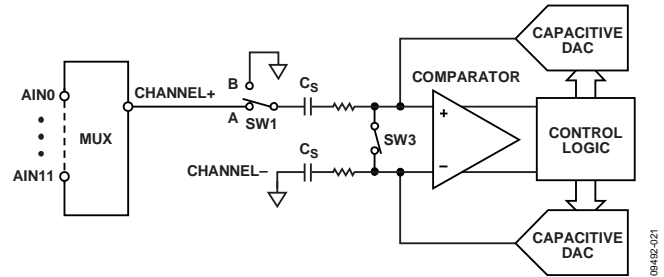 CAPACITIVE
DAC
COMPARATOR
CHANNEL+
B
A
SW1
CS
AIN0
MUX
AIN11
+
−
SW3
CONTROL
LOGIC
CS
CHANNEL−
CAPACITIVE
DAC
09492-021